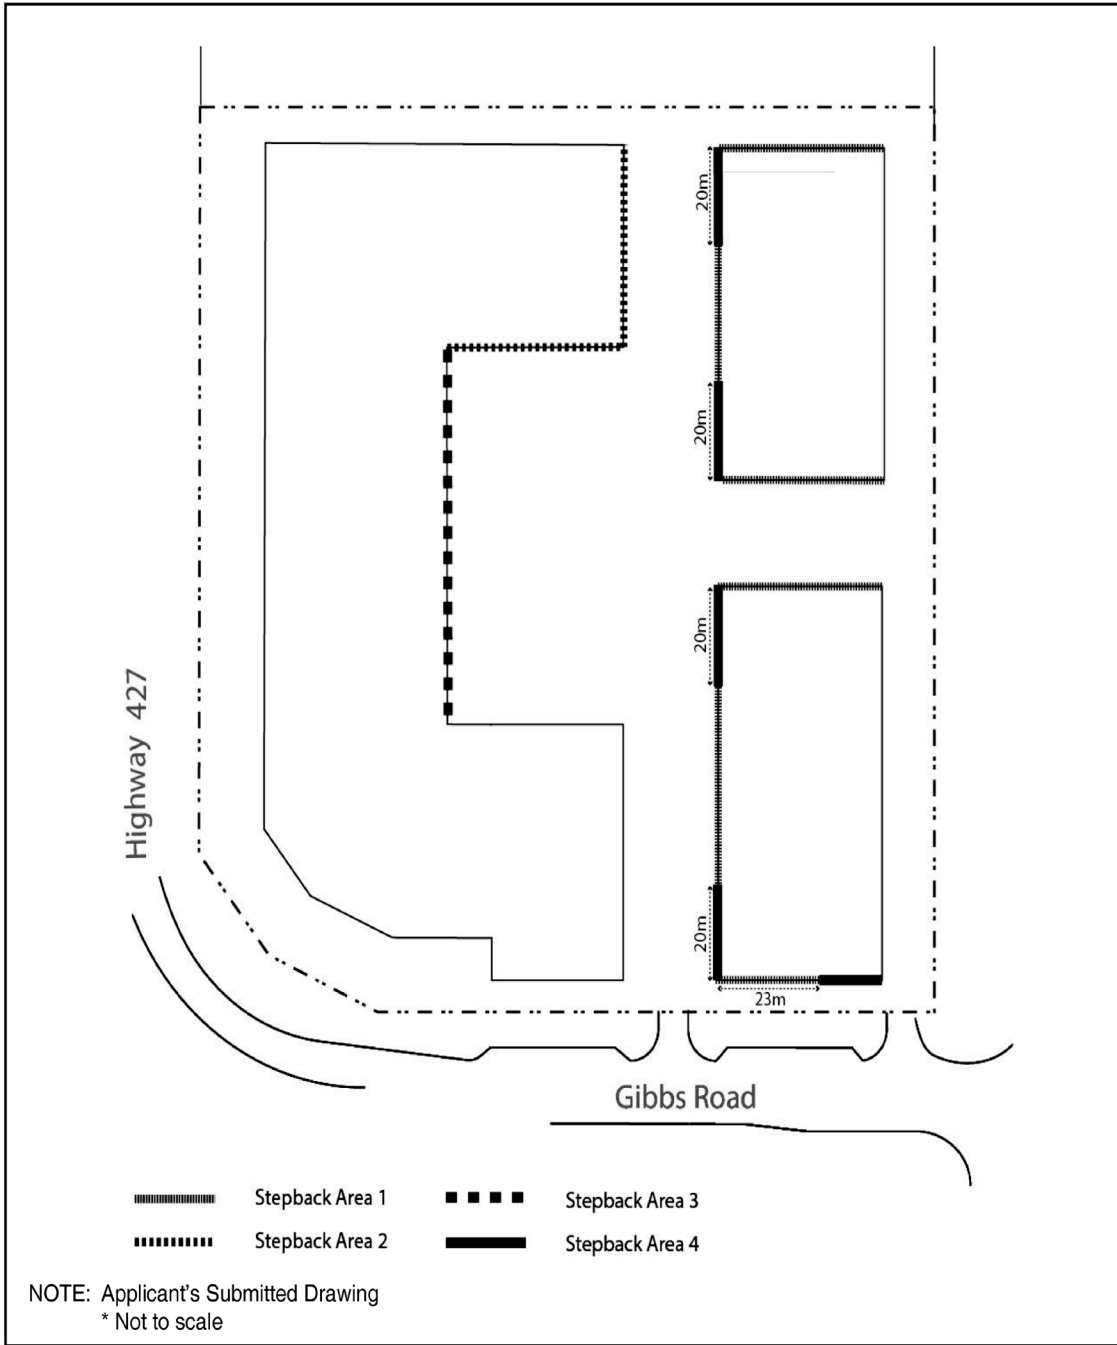 20m
20m
20m
Highway 427
20m
23m
Gibbs Road
Stepback Area 1
Stepback Area 3
Stepback Area 2
Stepback Area 4
NOTE: Applicant's Submitted Drawing
* Not to scale